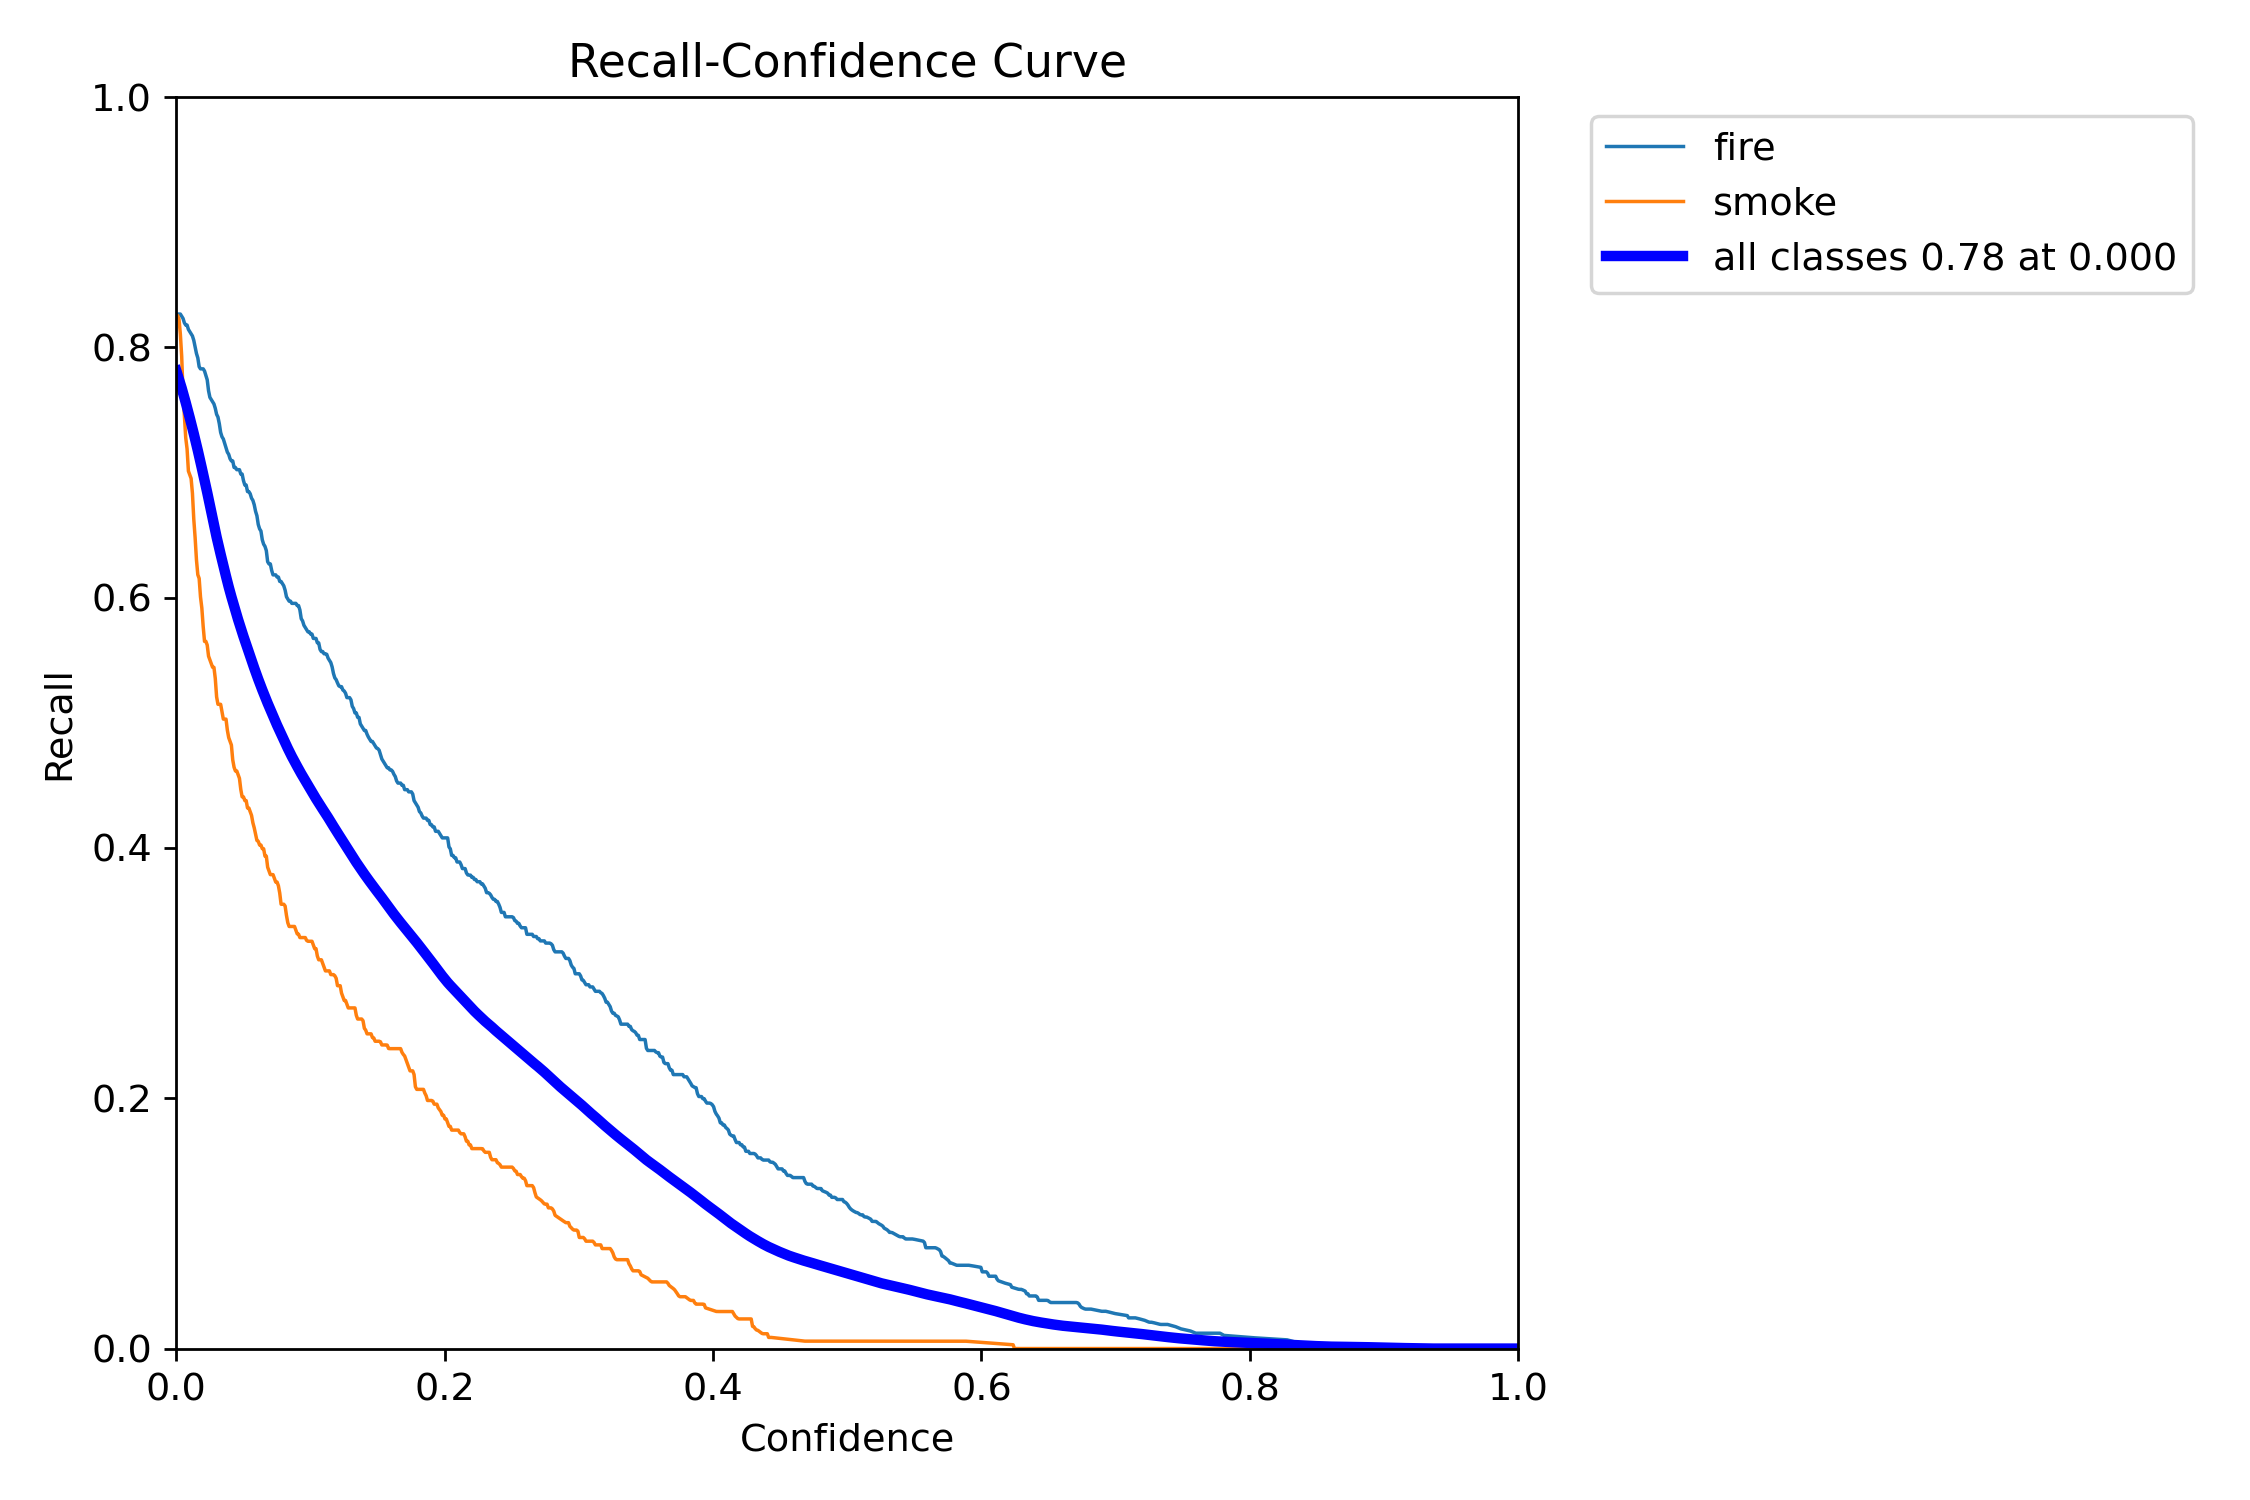 Recall-Confidence Curve
1.0
0.8
0.6
0.4
0.2
0.0
Recall
0.0 0.2 0.4 0.6 0.8 1.0
Confidence
fire
smoke
all classes 0.78 at 0.000